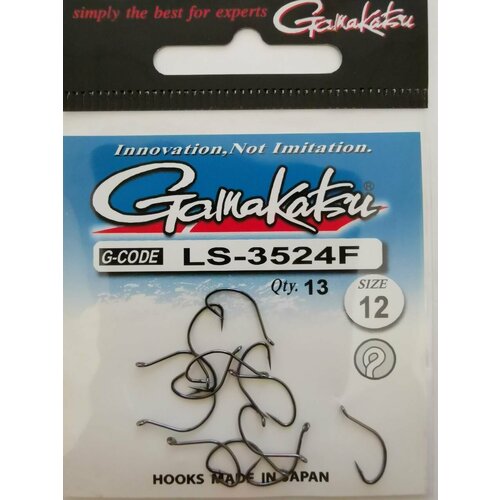 simply the best for experts
Gamakatsu
Innovation, Not Imitation.
Gamakatsu®
G-CODE LS-3524F
Qty. 13
SIZE
12
HOOKS MADE IN JAPAN